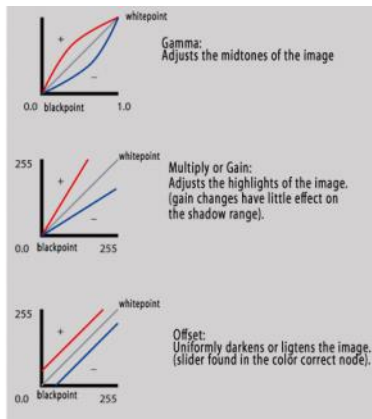 whitepoint
+
Gamma:
Adjusts the midtones of the image
–
0.0 blackpoint 1.0
255
whitepoint
+
Multiply or Gain:
Adjusts the highlights of the image.
(gain changes have little effect on
the shadow range).
–
0.0 blackpoint 255
255
whitepoint
+
Offset:
Uniformly darkens or ligtens the image.
(slider found in the color correct node).
–
0.0 blackpoint 255